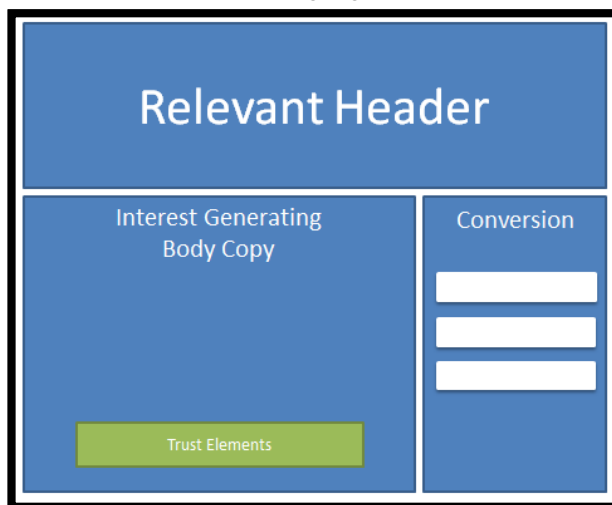 Relevant Header
Interest Generating
Body Copy
Conversion
Trust Elements